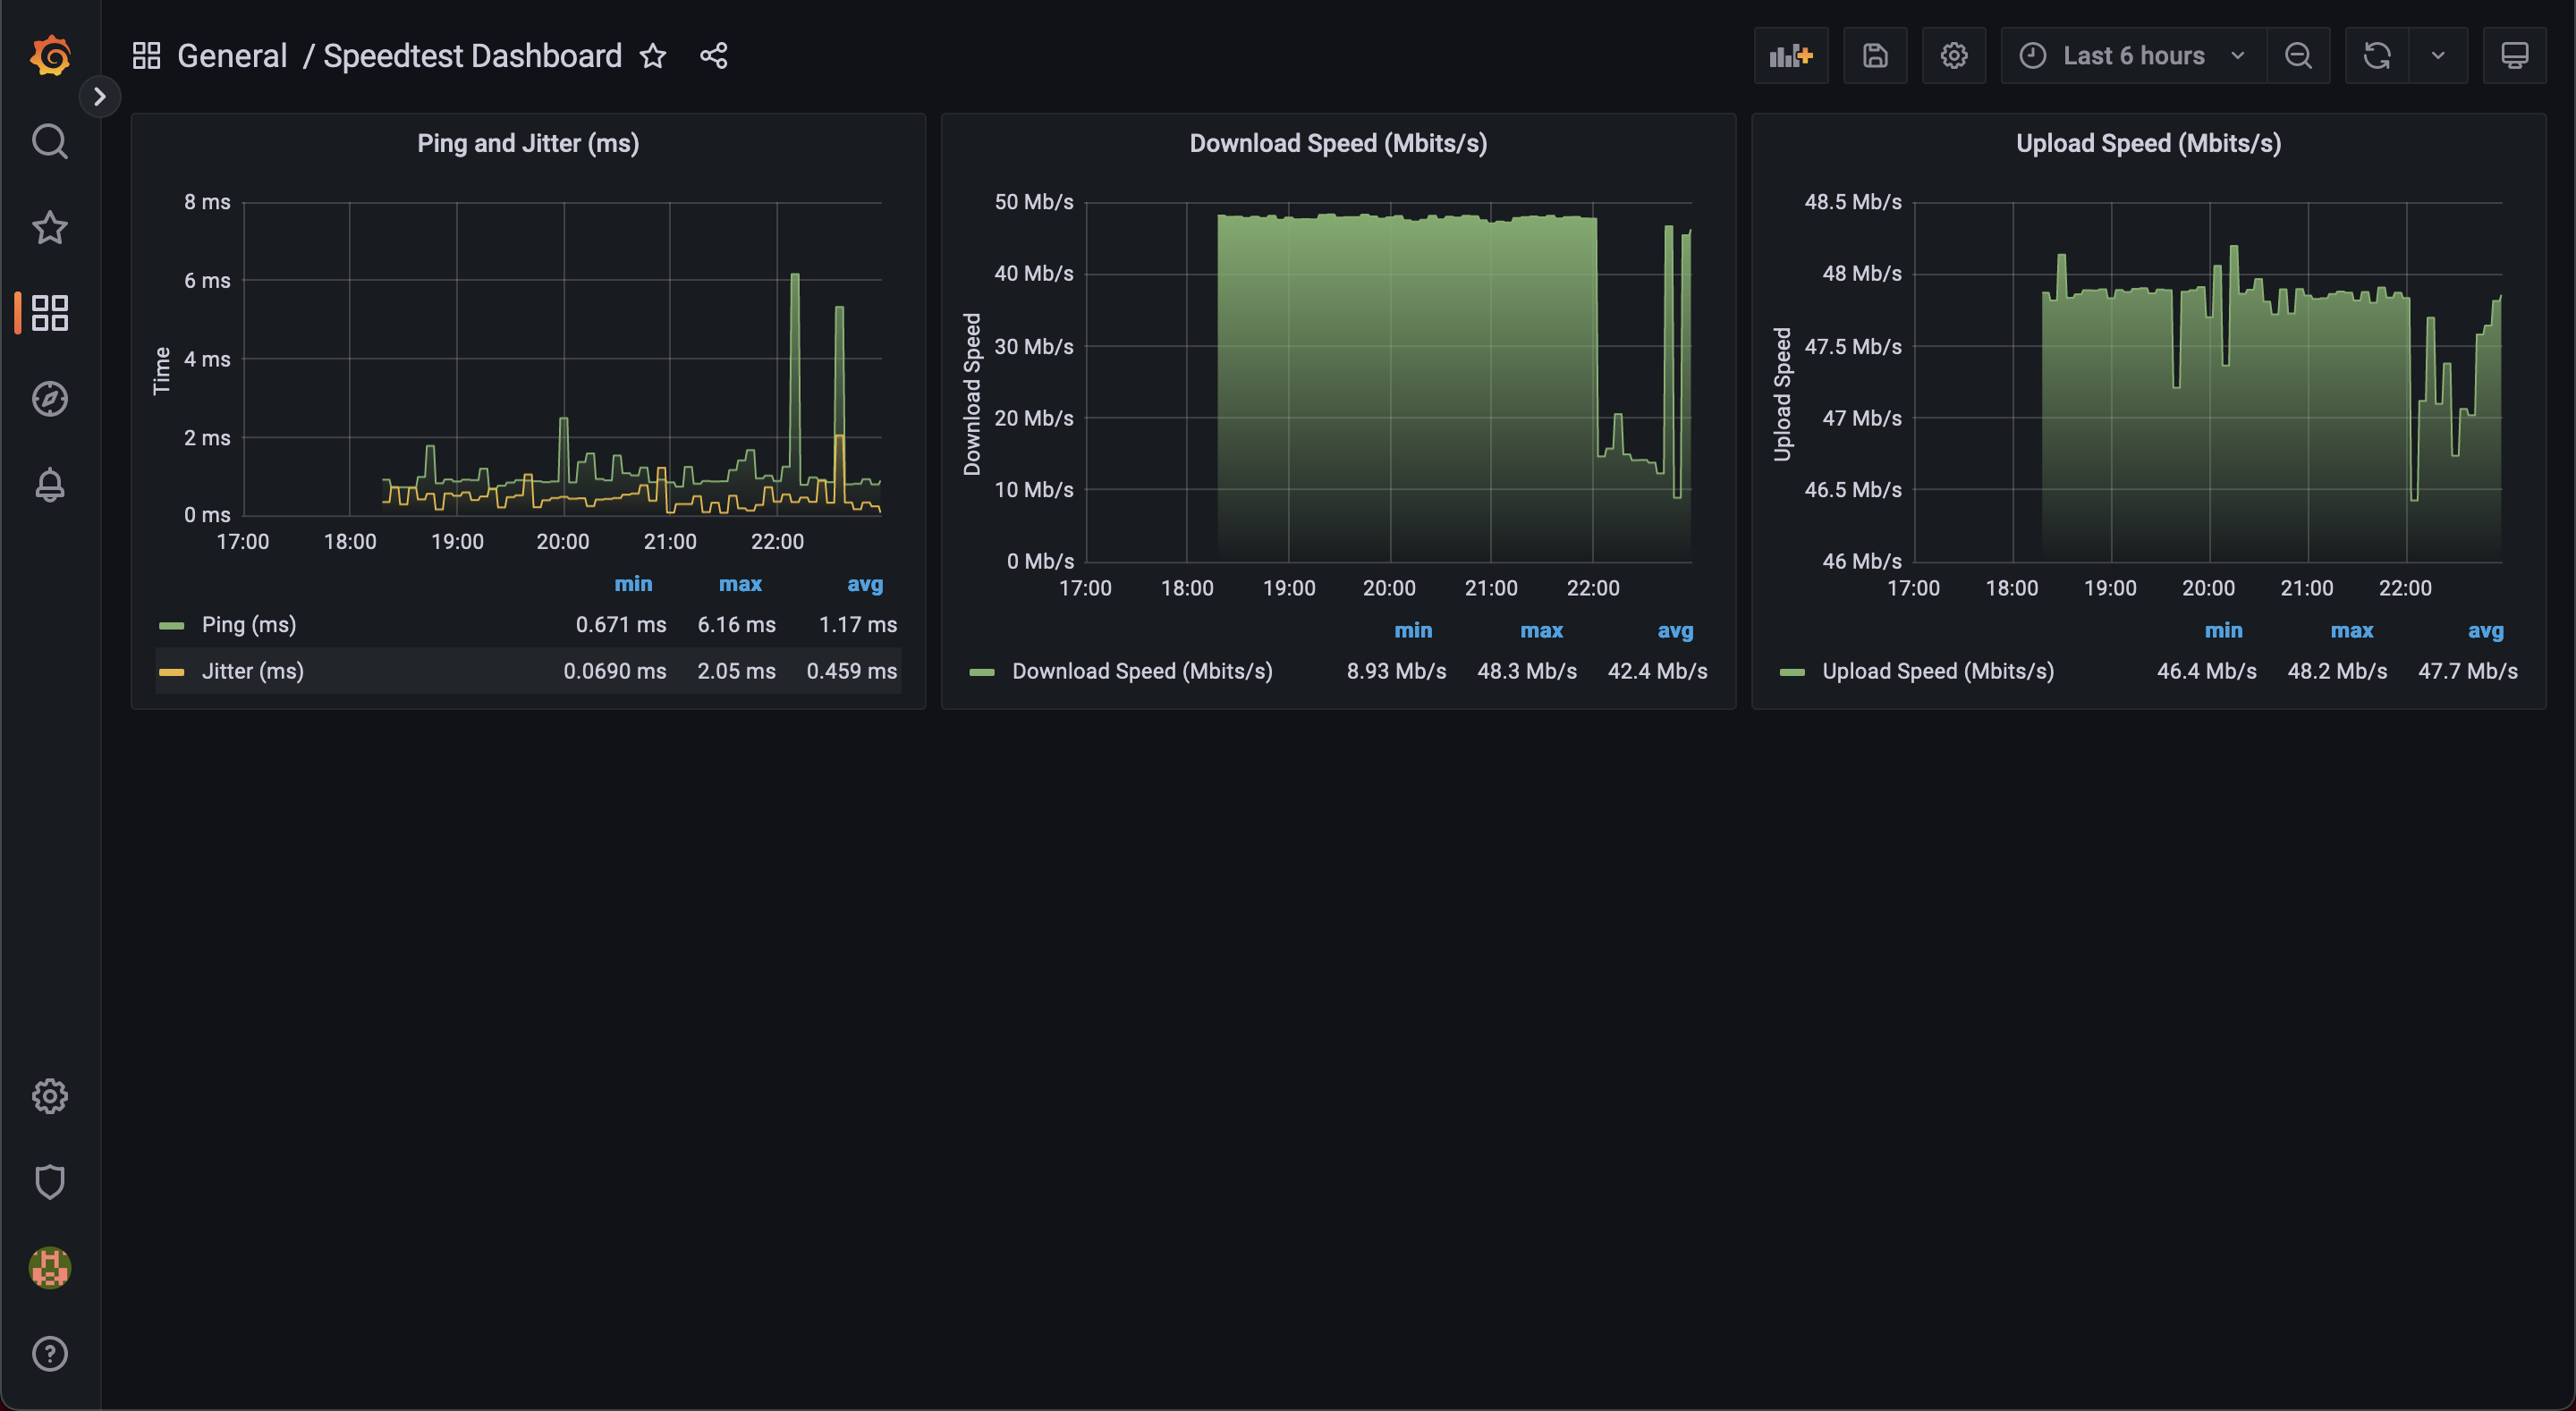 General / Speedtest Dashboard
Last 6 hours
Ping and Jitter (ms)
8 ms
6 ms
4 ms
2 ms
0 ms
Time
17:00 18:00 19:00 20:00 21:00 22:00
min max avg
Ping (ms) 0.671 ms 6.16 ms 1.17 ms
Jitter (ms) 0.0690 ms 2.05 ms 0.459 ms
Download Speed (Mbits/s)
50 Mb/s
40 Mb/s
30 Mb/s
20 Mb/s
10 Mb/s
0 Mb/s
Download Speed
17:00 18:00 19:00 20:00 21:00 22:00
min max avg
Download Speed (Mbits/s) 8.93 Mb/s 48.3 Mb/s 42.4 Mb/s
Upload Speed (Mbits/s)
48.5 Mb/s
48 Mb/s
47.5 Mb/s
47 Mb/s
46.5 Mb/s
46 Mb/s
Upload Speed
17:00 18:00 19:00 20:00 21:00 22:00
min max avg
Upload Speed (Mbits/s) 46.4 Mb/s 48.2 Mb/s 47.7 Mb/s